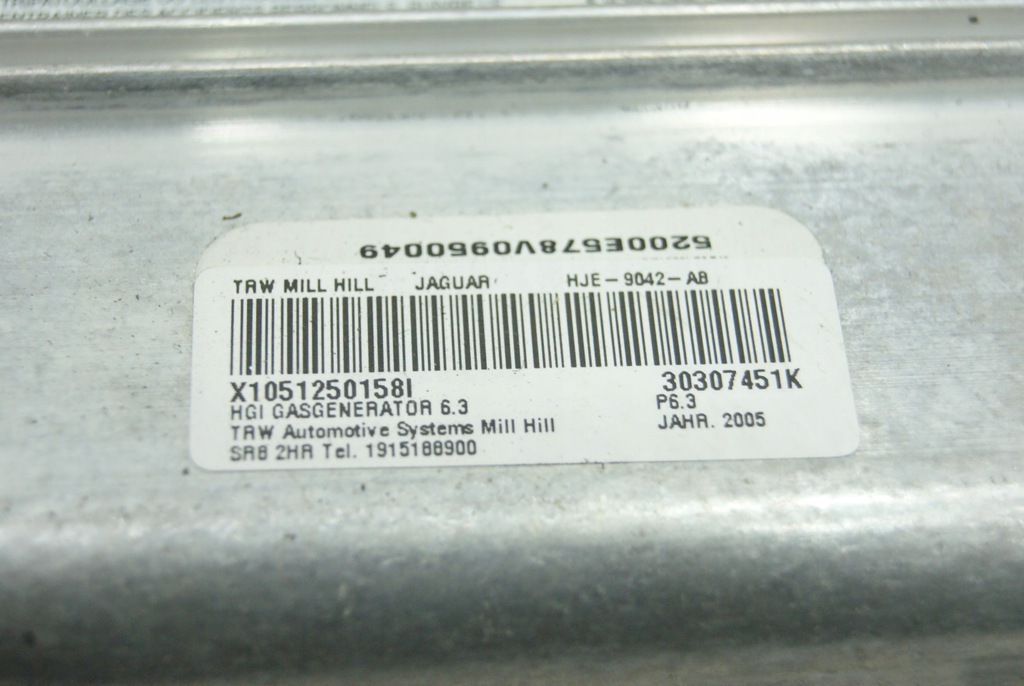 5200E578V0950049
TRW MILL HILL JAGUAR HJE-9042-AB
X1051250158I 30307451K
HGI GASGENERATOR 6.3 P6.3
TRW Automotive Systems Mill Hill JAHR. 2005
SR8 2HR Tel. 1915188900